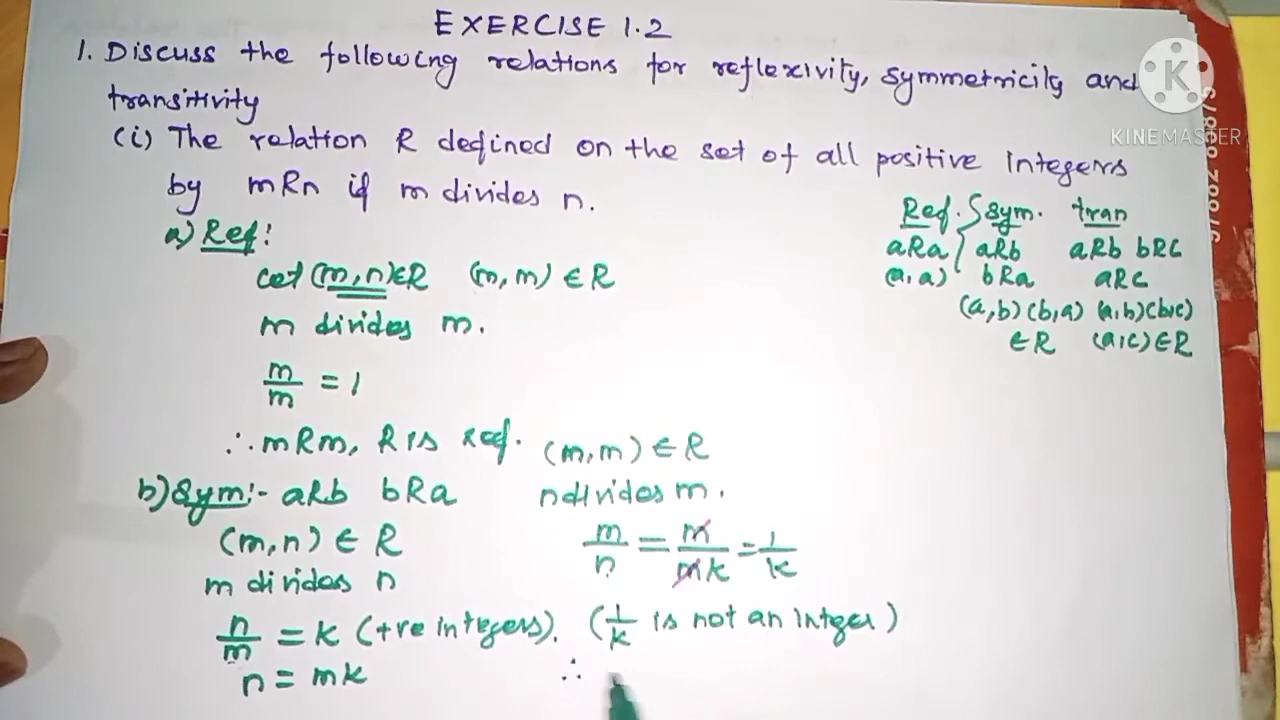 EXERCISE 1.2
1. Discuss the following relations for reflexivity, symmetricity and
transitivity
(i) The relation R defined on the set of all positive integers
by mRn if m divides n.
a) Ref:
let (m,n)∈R (m,m) ∈ R
m divides m.
m/m = 1
∴ mRm, R is ref.
b) Sym:- aRb bRa
(m,n) ∈ R
m divides n
n/m = k (+ve integers).
n = mk
(m,m) ∈ R
n divides m.
m/n = m/mk = 1/k
(1/k is not an intger)
∴
Ref. Sym. tran
aRa aRb aRb bRc
(a,a) bRa aRc
(a,b) (b,a) (a,b)(b,c)
∈R (a,c)∈R
K
KINEMASTER